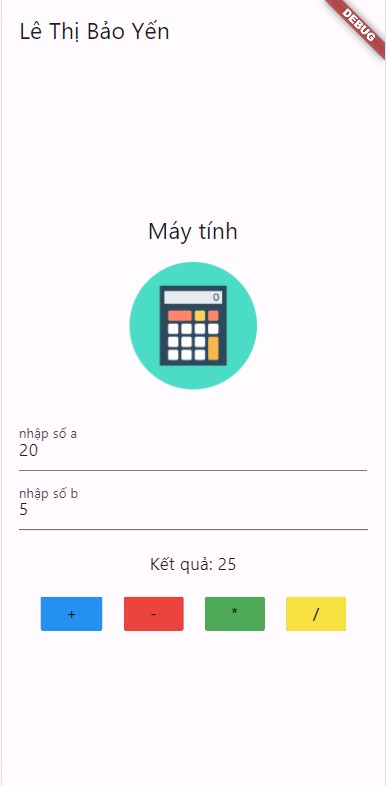 Lê Thị Bảo Yến
DEBUG
Máy tính
0
nhập số a
20
nhập số b
5
Kết quả: 25
+ - * /